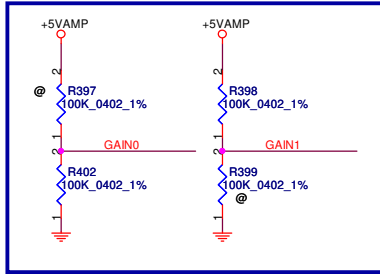 +5VAMP +5VAMP
2 2
@ R397 R398
100K_0402_1% 100K_0402_1%
1 1
GAIN0 GAIN1
2 2
R402 R399
100K_0402_1% 100K_0402_1%
@
1 1